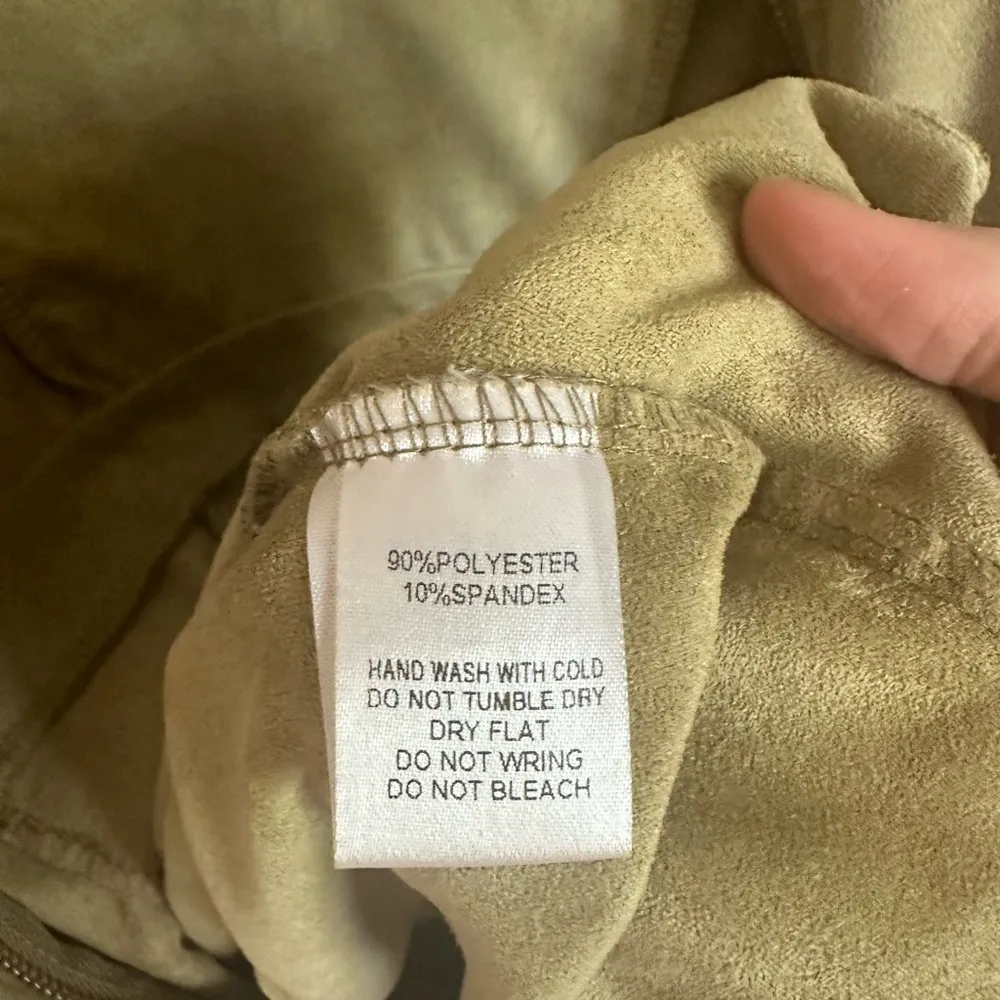 90%POLYESTER
10%SPANDEX
HAND WASH WITH COLD
DO NOT TUMBLE DRY
DRY FLAT
DO NOT WRING
DO NOT BLEACH